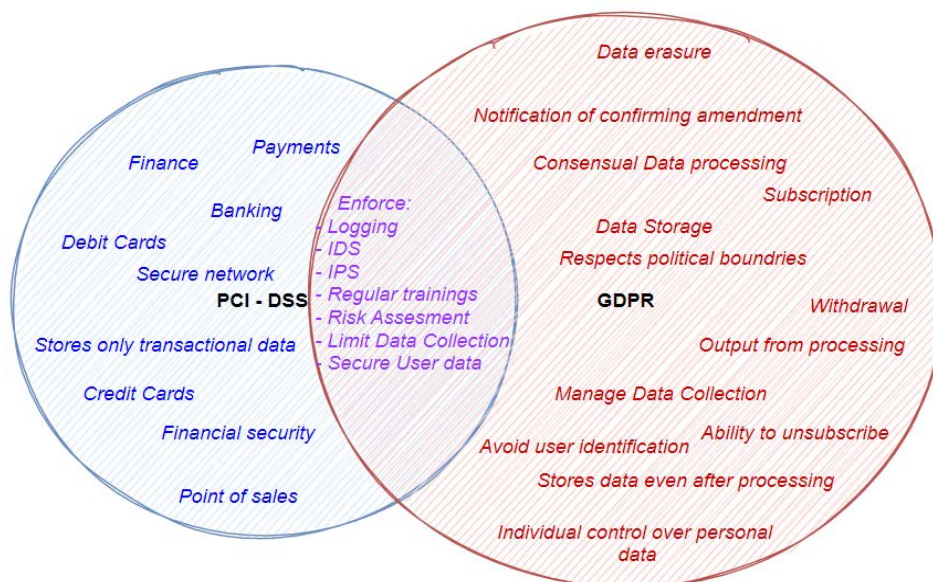 Data erasure
Notification of confirming amendment
Payments
Finance
Consensual Data processing
Subscription
Banking
Enforce:
- Logging
- IDS
- IPS
- Regular trainings
- Risk Assesment
- Limit Data Collection
- Secure User data
Data Storage
Debit Cards
Respects political boundries
Secure network
PCI - DSS
GDPR
Withdrawal
Stores only transactional data
Output from processing
Credit Cards
Manage Data Collection
Financial security
Ability to unsubscribe
Avoid user identification
Stores data even after processing
Point of sales
Individual control over personal
data